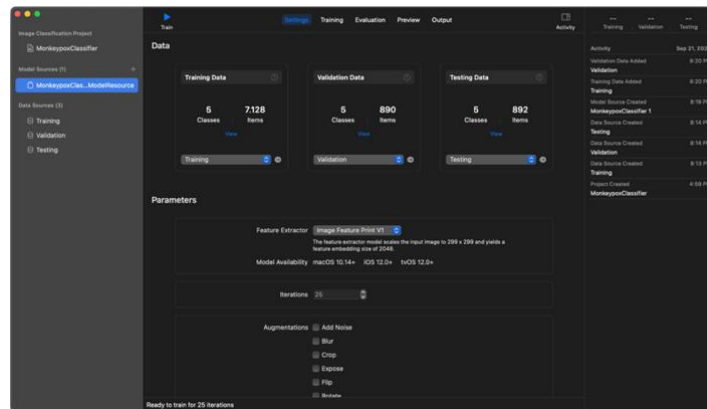 Train
Settings
Training
Evaluation
Preview
Output
Activity
--
--
--
Training
Validation
Testing
Image Classification Project
MonkeypoxClassifier
Model Sources (1)
+
MonkeypoxClas...ModelResource
Data Sources (3)
Training
Validation
Testing
Data
Training Data
5
Classes
7.128
Items
View
Training
Validation Data
5
Classes
890
Items
View
Validation
Testing Data
5
Classes
892
Items
View
Testing
Parameters
Feature Extractor
Image Feature Print V1
The feature extractor model scales the input image to 299 x 299 and yields a
feature embedding size of 2048.
Model Availability
macOS 10.14+
iOS 12.0+
tvOS 12.0+
Iterations
25
Augmentations
Add Noise
Blur
Crop
Expose
Flip
Rotate
Ready to train for 25 iterations
Activity
Sep 21, 202
Validation Data Added
Validation
Training Data Added
Training
Model Source Created
MonkeypoxClassifier 1
Data Source Created
Testing
Data Source Created
Validation
Data Source Created
Training
Project Created
MonkeypoxClassifier